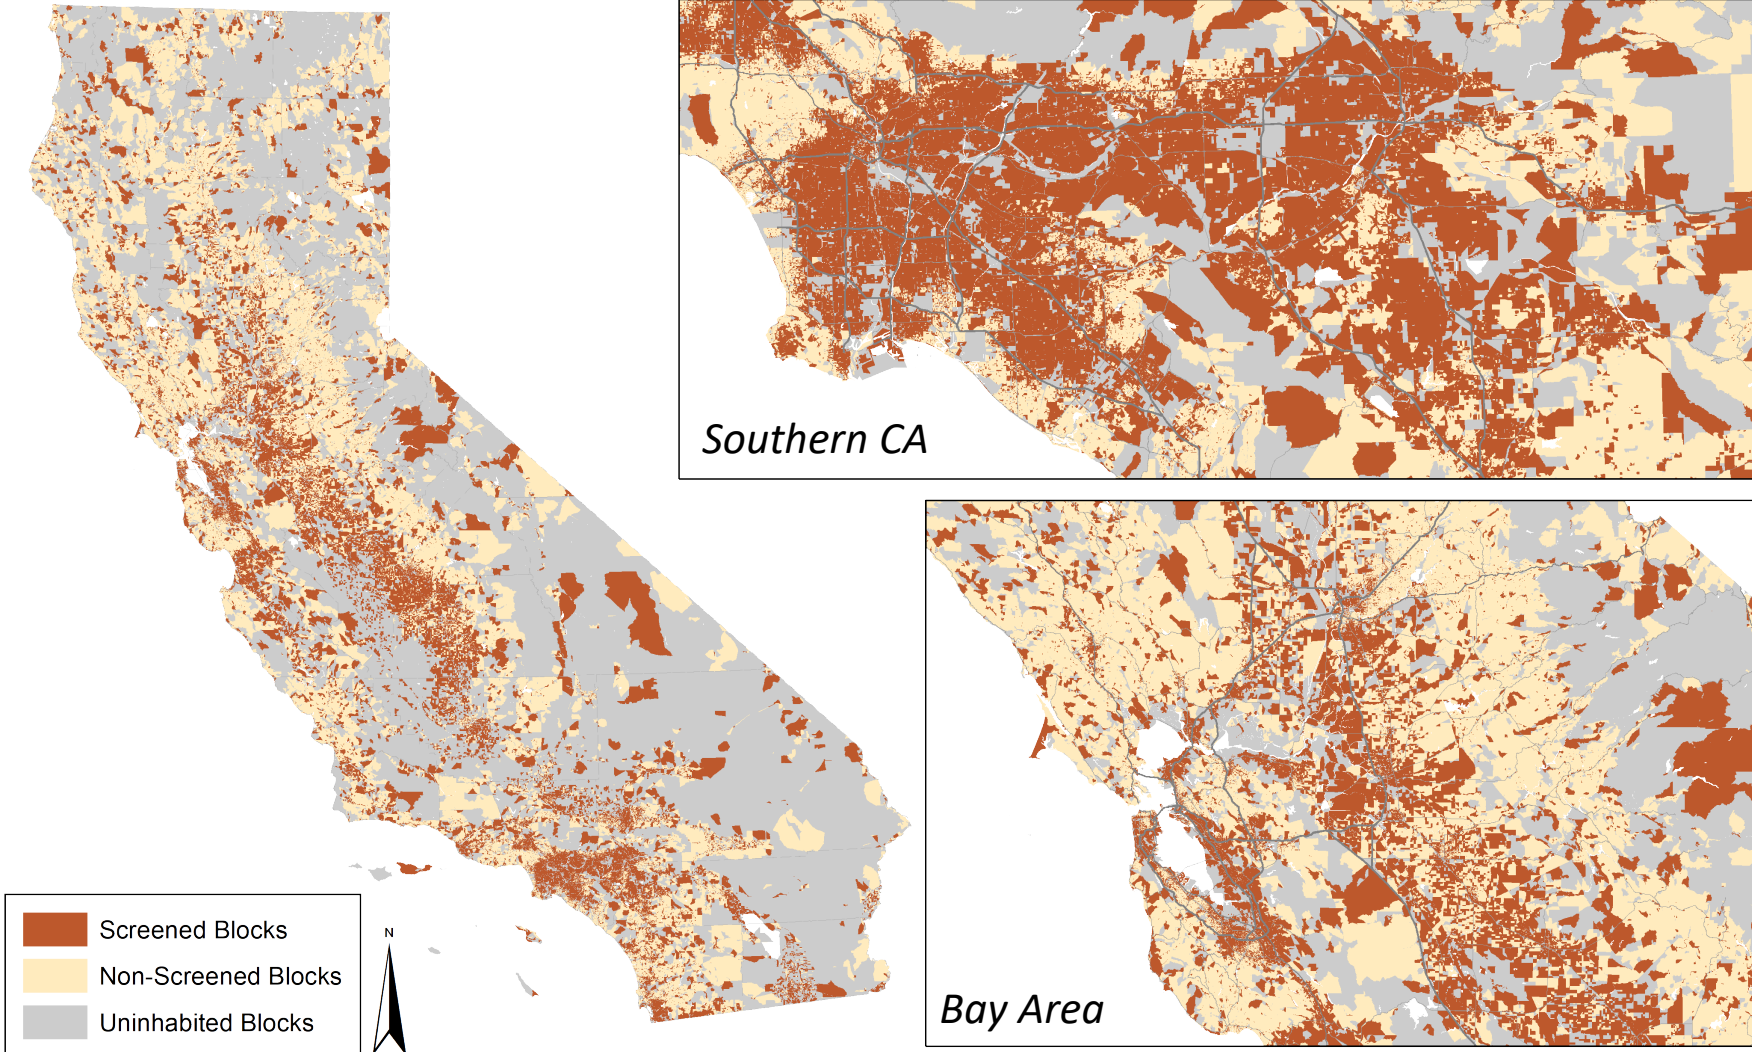 Southern CA
Bay Area
Screened Blocks
Non-Screened Blocks
Uninhabited Blocks
N